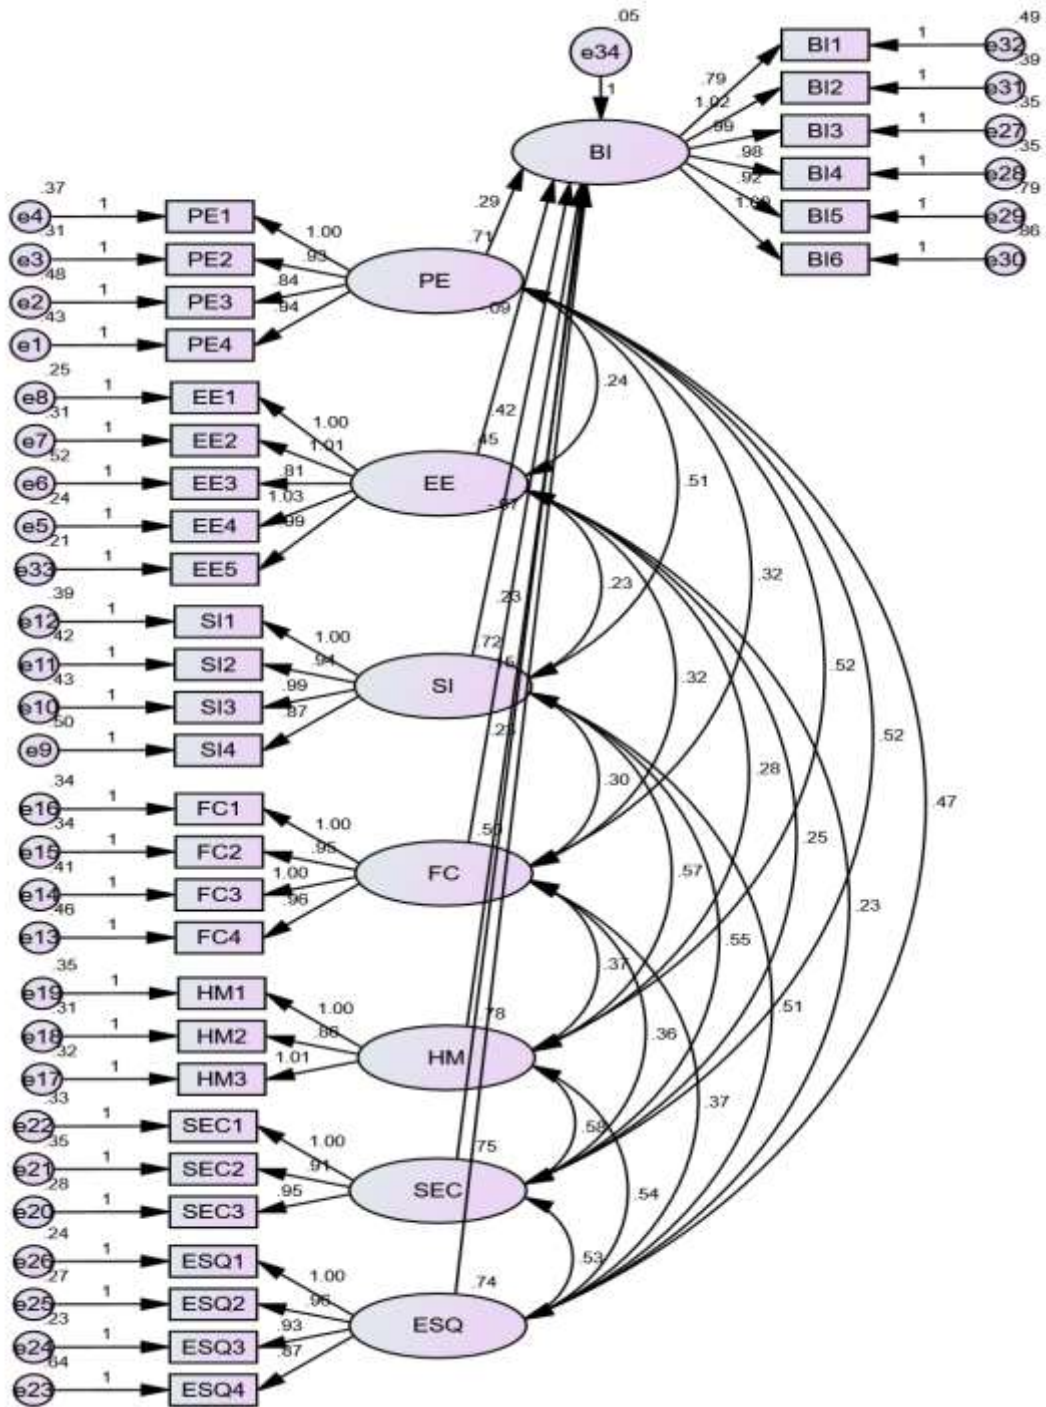 .05
e34
1
BI
.49
BI1 1 e32
.79 .39
BI2 1 e31
1.02 .35
BI3 1 e27
.99 .35
BI4 1 e28
.98 .79
BI5 1 e29
.92 .86
BI6 1 e30
.37
e4 1 PE1
.31 1.00
e3 1 PE2
.48 .93
e2 1 PE3
.43 .84
e1 1 PE4
.94
.29
.71
PE
.25
e8 1 EE1
.31 1.00
e7 1 EE2
.52 1.01
e6 1 EE3
.24 .81
e5 1 EE4
.21 1.03
e33 1 EE5
.99
.42
.45
EE
.39
e12 1 SI1
.42 1.00
e11 1 SI2
.43 .94
e10 1 SI3
.50 .99
e9 1 SI4
.87
.23
.72
SI
.23
.34
e16 1 FC1
.34 1.00
e15 1 FC2
.41 .95
e14 1 FC3
.46 1.00
e13 1 FC4
.96
.50
FC
.35
e19 1 HM1
.31 1.00
e18 1 HM2
.32 .86
e17 1 HM3
1.01
.78
HM
.33
e22 1 SEC1
.35 1.00
e21 1 SEC2
.28 .91
e20 1 SEC3
.95
.75
SEC
.24
e26 1 ESQ1
.27 1.00
e25 1 ESQ2
.23 .96
e24 1 ESQ3
.64 .93
e23 1 ESQ4
.87
.74
ESQ
.24
.51
.32
.52
.52
.47
.23
.32
.28
.25
.23
.30
.57
.55
.51
.37
.36
.37
.58
.54
.53